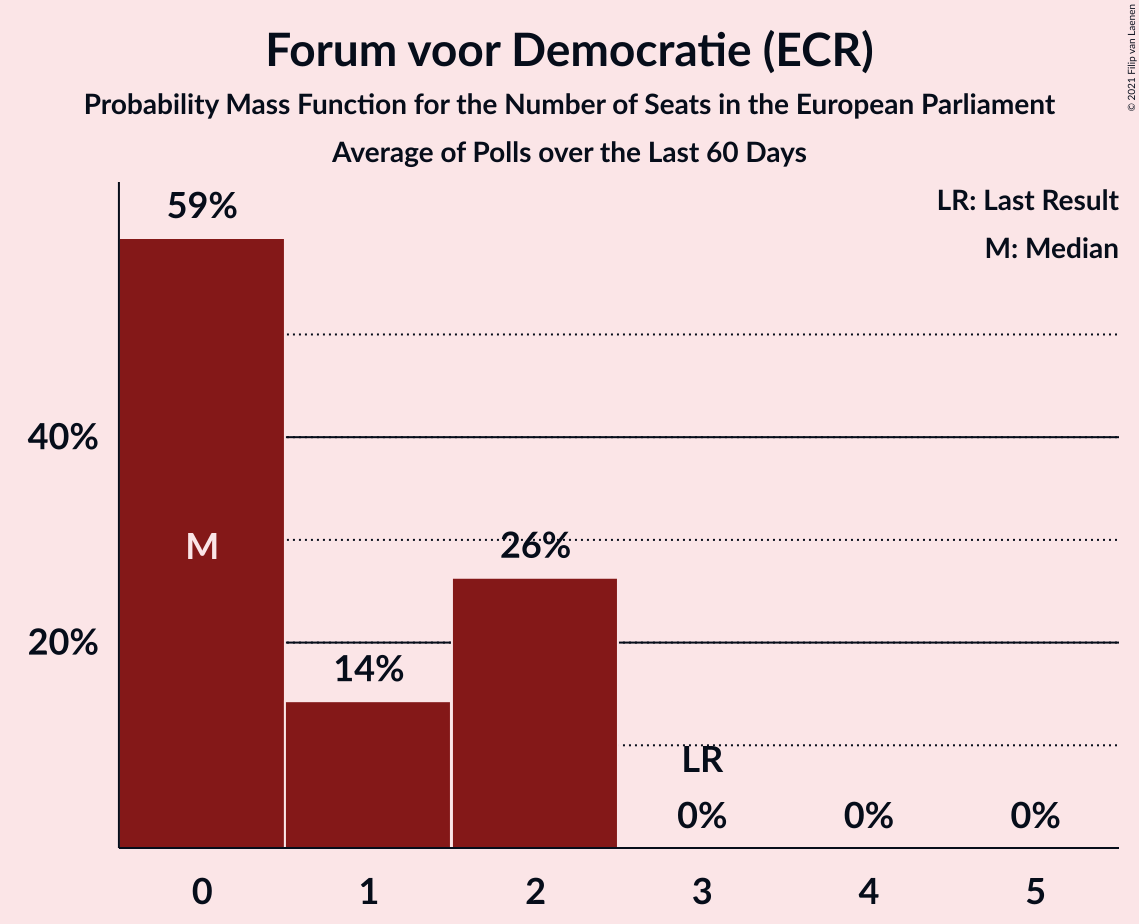 Forum voor Democratie (ECR)
Probability Mass Function for the Number of Seats in the European Parliament
Average of Polls over the Last 60 Days
© 2021 Filip van Laenen
LR: Last Result
M: Median
59%
40%
M
26%
20%
14%
LR
0%
0%
0%
0
1
2
3
4
5